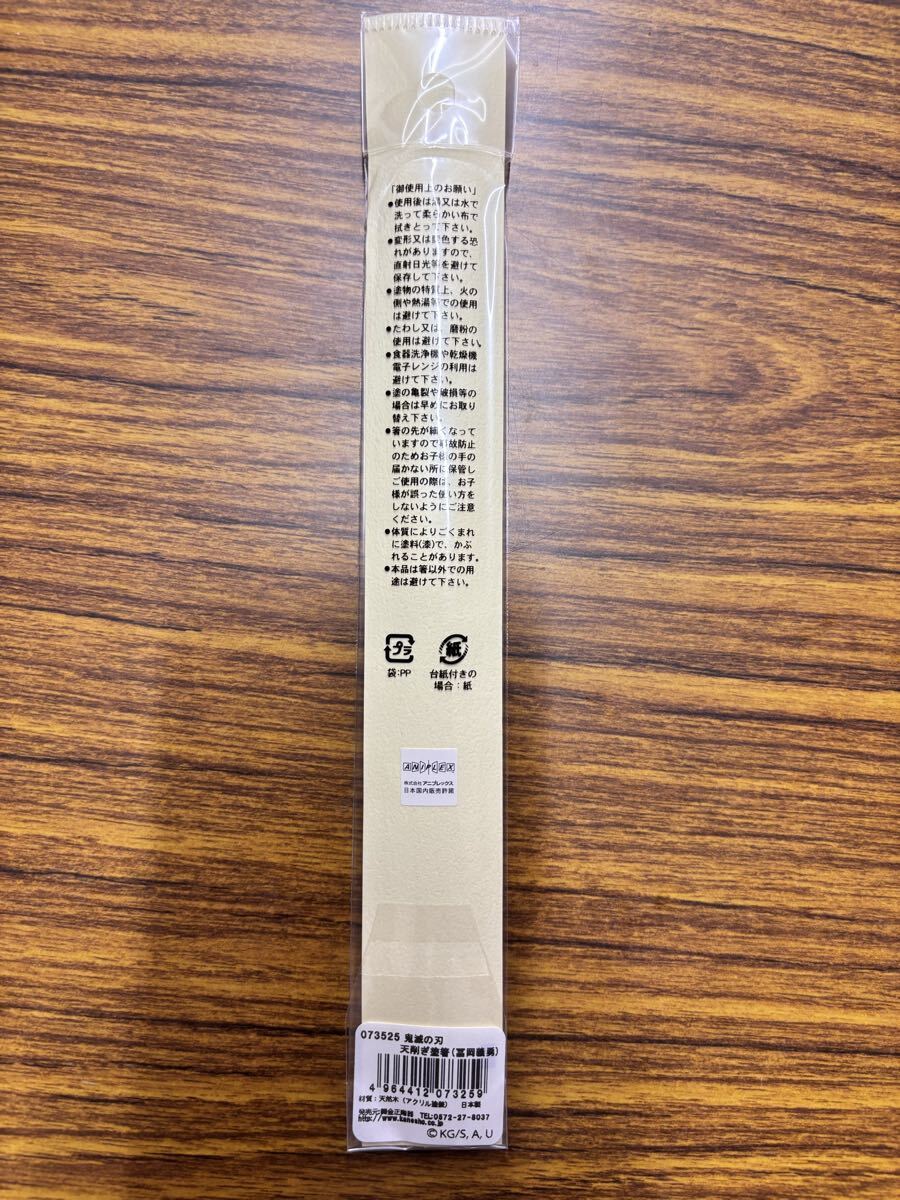 「御使用上のお願い」
●使用後は湯又は水で
洗って柔らかい布で
拭きとって下さい。
●変形又は変色する恐
れがありますので、
直射日光等を避けて
保存して下さい。
●塗物の特質上、火の
側や熱湯等での使用
は避けて下さい。
●たわし又は、磨粉の
使用は避けて下さい。
●食器洗浄機や乾燥機
電子レンジの利用は
避けて下さい。
●塗の亀裂や破損等の
場合は早めにお取り
替え下さい。
●箸の先が細くなって
いますので事故防止
のためお子様の手の
届かない所に保管し
ご使用の際は、お子
様が誤った使い方を
しないようにご注意
ください。
●体質によりごくまれ
に塗料(漆)で、かぶ
れることがあります。
●本品は箸以外での用
途は避けて下さい。
プラ 紙
袋:PP 台紙付きの
場合:紙
ANIPLEX
株式会社 アニプレックス
日本国内販売許諾
073525 鬼滅の刃
天削ぎ塗箸(冨岡義勇)
4 964412 073259
材質:天然木(アクリル塗装) 日本製
発売元:㈱金正陶器 TEL:0572-27-8037
http://www.kanesho.co.jp
©KG/S, A, U